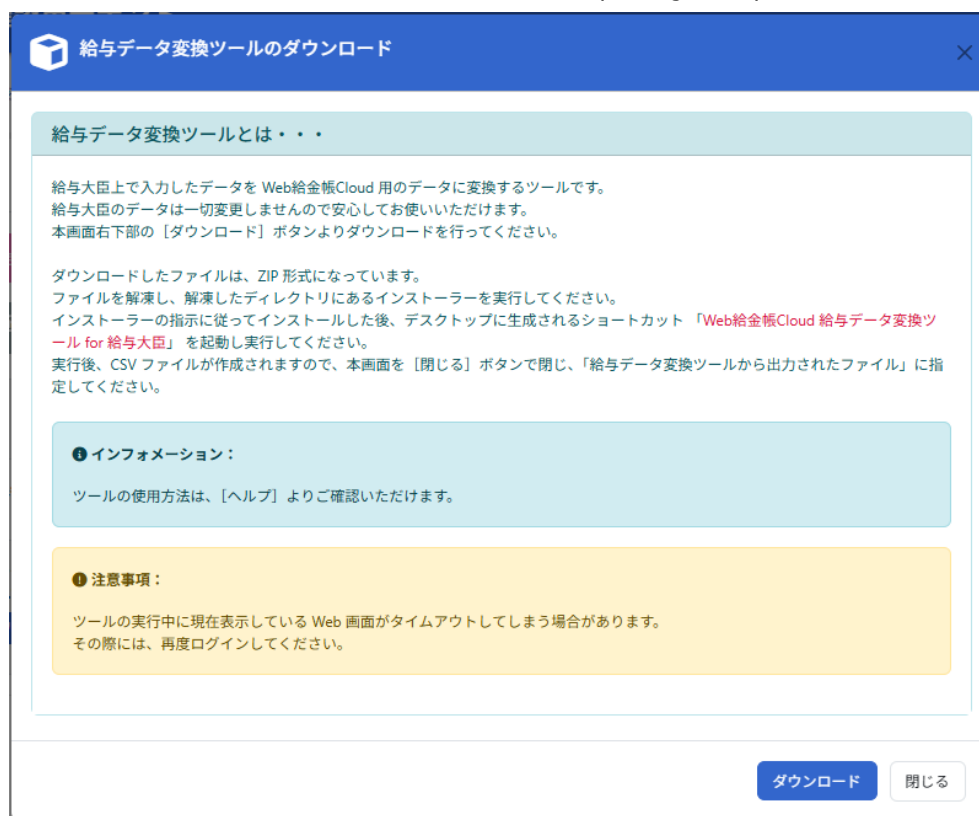 給与データ変換ツールのダウンロード
給与データ変換ツールとは・・・
給与大臣上で入力したデータを Web給金帳Cloud 用のデータに変換するツールです。
給与大臣のデータは一切変更しませんので安心してお使いいただけます。
本画面右下部の［ダウンロード］ボタンよりダウンロードを行ってください。
ダウンロードしたファイルは、ZIP 形式になっています。
ファイルを解凍し、解凍したディレクトリにあるインストーラーを実行してください。
インストーラーの指示に従ってインストールした後、デスクトップに生成されるショートカット 「Web給金帳Cloud 給与データ変換ツ
ール for 給与大臣」 を起動し実行してください。
実行後、CSV ファイルが作成されますので、本画面を［閉じる］ボタンで閉じ、「給与データ変換ツールから出力されたファイル」に指
定してください。
インフォメーション：
ツールの使用方法は、［ヘルプ］よりご確認いただけます。
注意事項：
ツールの実行中に現在表示している Web 画面がタイムアウトしてしまう場合があります。
その際には、再度ログインしてください。
ダウンロード 閉じる